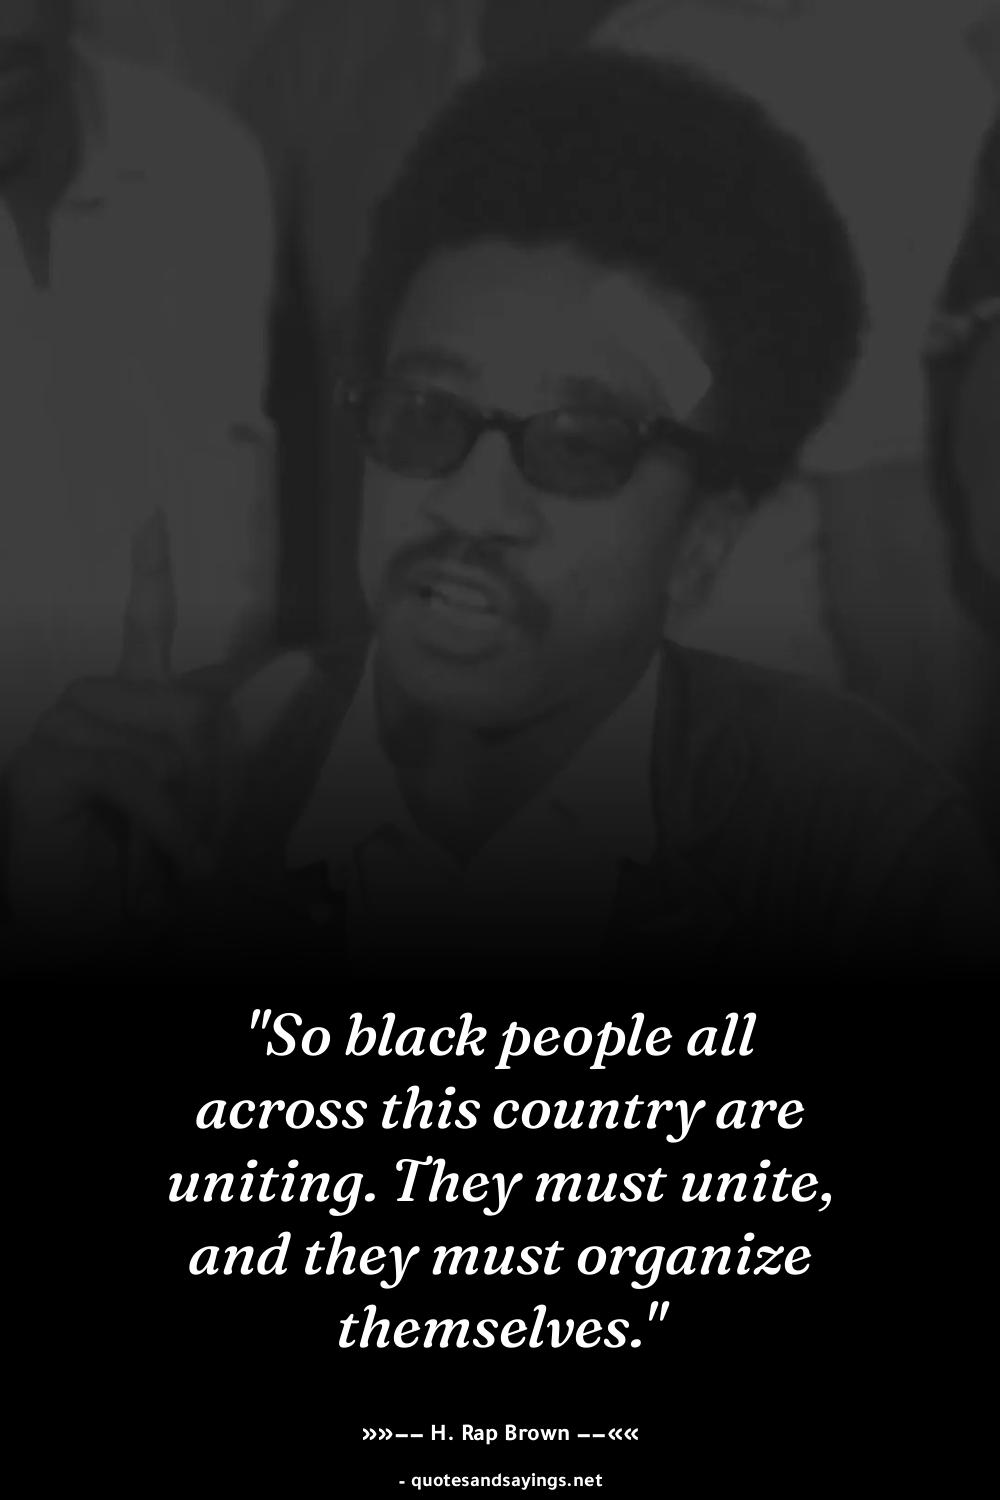 "So black people all
across this country are
uniting. They must unite,
and they must organize
themselves."
»»–– H. Rap Brown ––««
- quotesandsayings.net